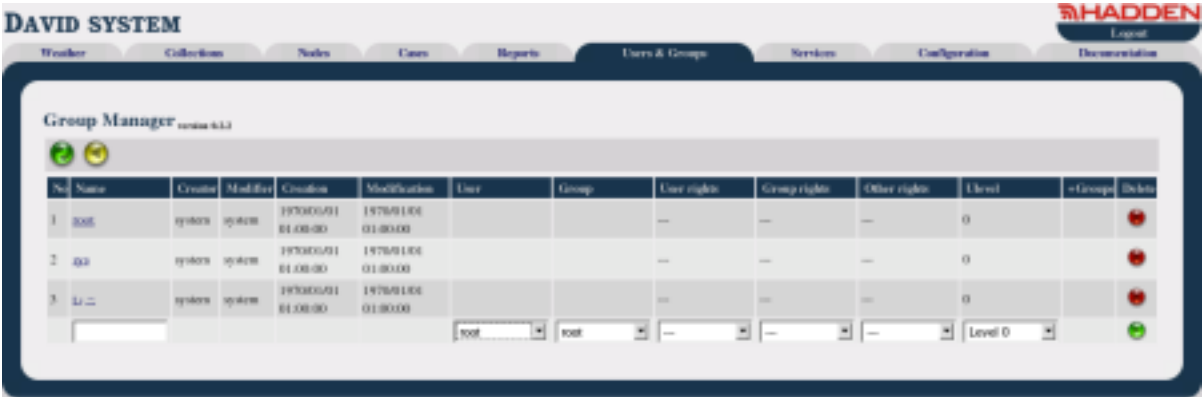 DAVID SYSTEM
HADDEN
Logout
Weather Collections Nodes Cases Reports Users & Groups Services Configuration Documentation
Group Manager version
No Name Creator Modifier Creation Modification User Group User rights Group rights Other rights Ulevel +Groups Delete
1 root system system 1970/01/01 01:00:00 1970/01/01 01:00:00 --- --- --- 0
2 system system 1970/01/01 01:00:00 1970/01/01 01:00:00 --- --- --- 0
3 system system 1970/01/01 01:00:00 1970/01/01 01:00:00 --- --- --- 0
root root --- --- --- Level 0